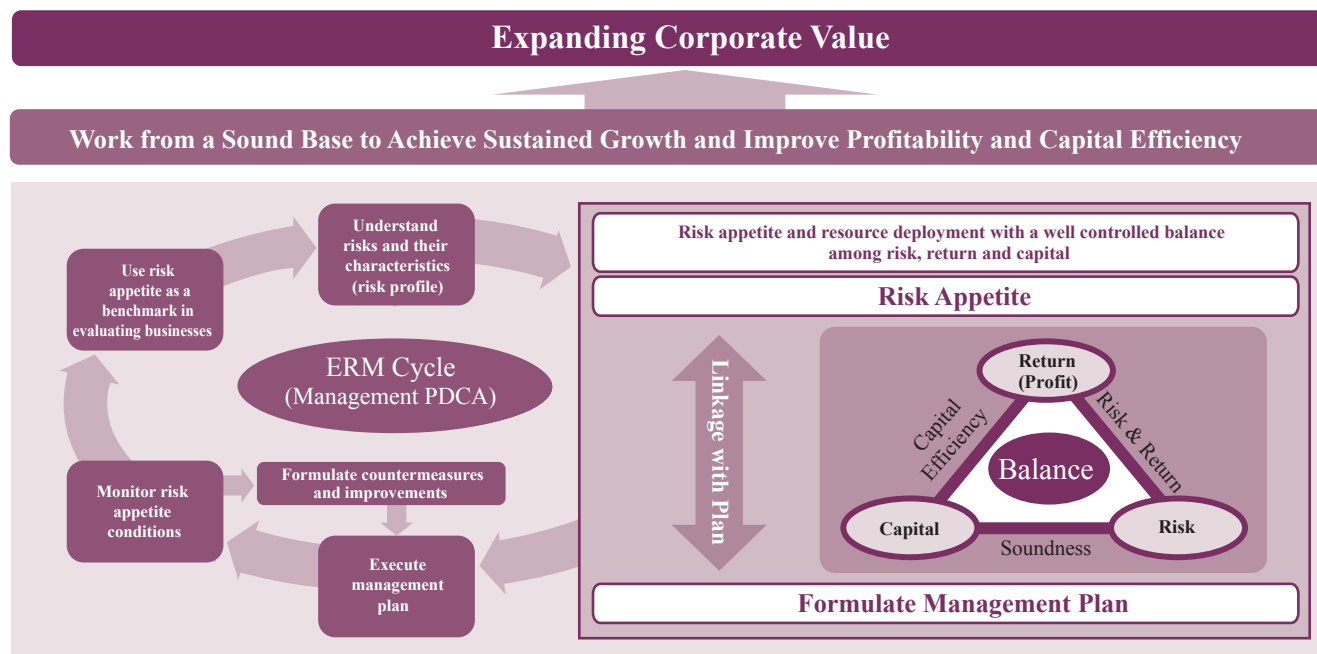 Expanding Corporate Value
Work from a Sound Base to Achieve Sustained Growth and Improve Profitability and Capital Efficiency
Understand
risks and their
characteristics
(risk profile)
Use risk
appetite as a
benchmark in
evaluating businesses
ERM Cycle
(Management PDCA)
Monitor risk
appetite
conditions
Formulate countermeasures
and improvements
Execute
management
plan
Risk appetite and resource deployment with a well controlled balance
among risk, return and capital
Risk Appetite
Linkage with Plan
Return
(Profit)
Capital
Efficiency
Risk & Return
Balance
Capital
Risk
Soundness
Formulate Management Plan